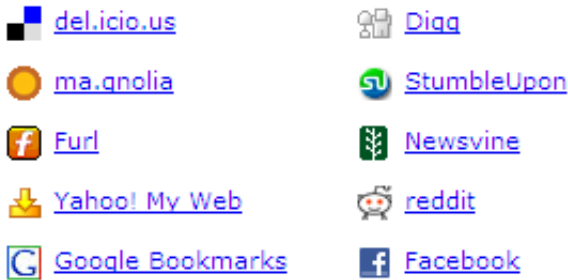 del.icio.us
Digg
ma.gnolia
StumbleUpon
Furl
Newsvine
Yahoo! My Web
reddit
Google Bookmarks
Facebook